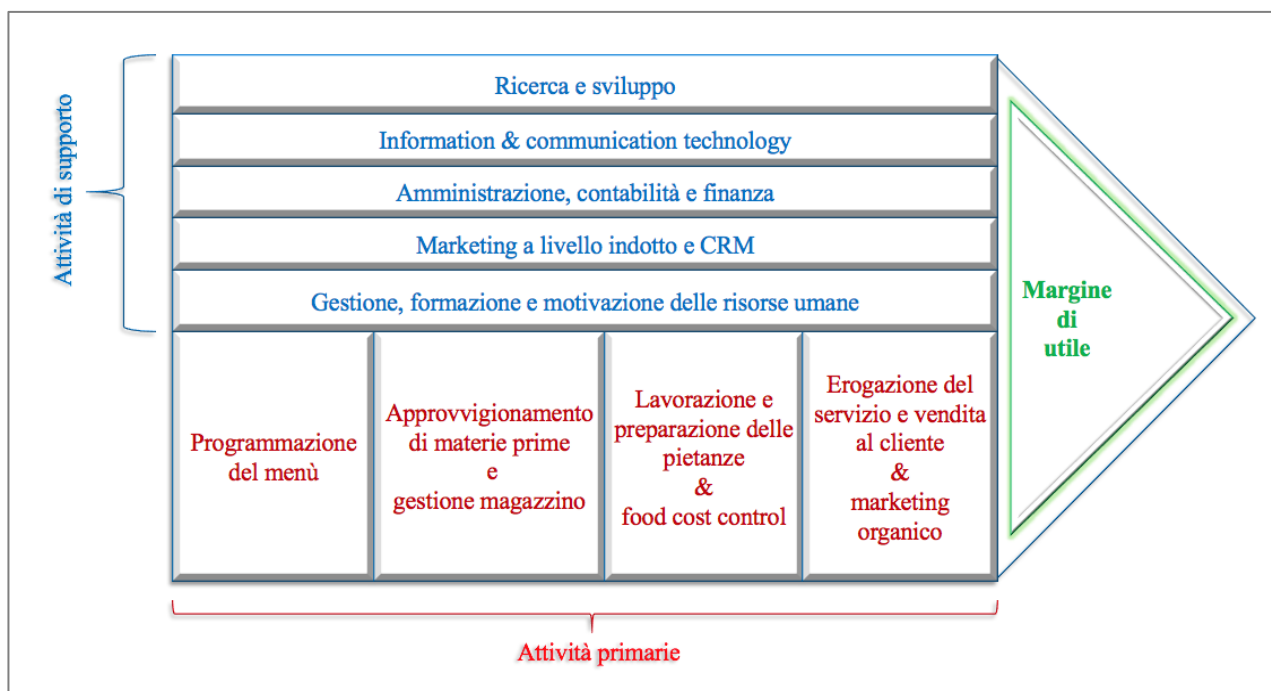 Attività di supporto
Ricerca e sviluppo
Information & communication technology
Amministrazione, contabilità e finanza
Marketing a livello indotto e CRM
Gestione, formazione e motivazione delle risorse umane
Programmazione
del menù
Approvvigionamento
di materie prime
e
gestione magazzino
Lavorazione e
preparazione delle
pietanze
&
food cost control
Erogazione del
servizio e vendita
al cliente
&
marketing
organico
Margine
di
utile
Attività primarie